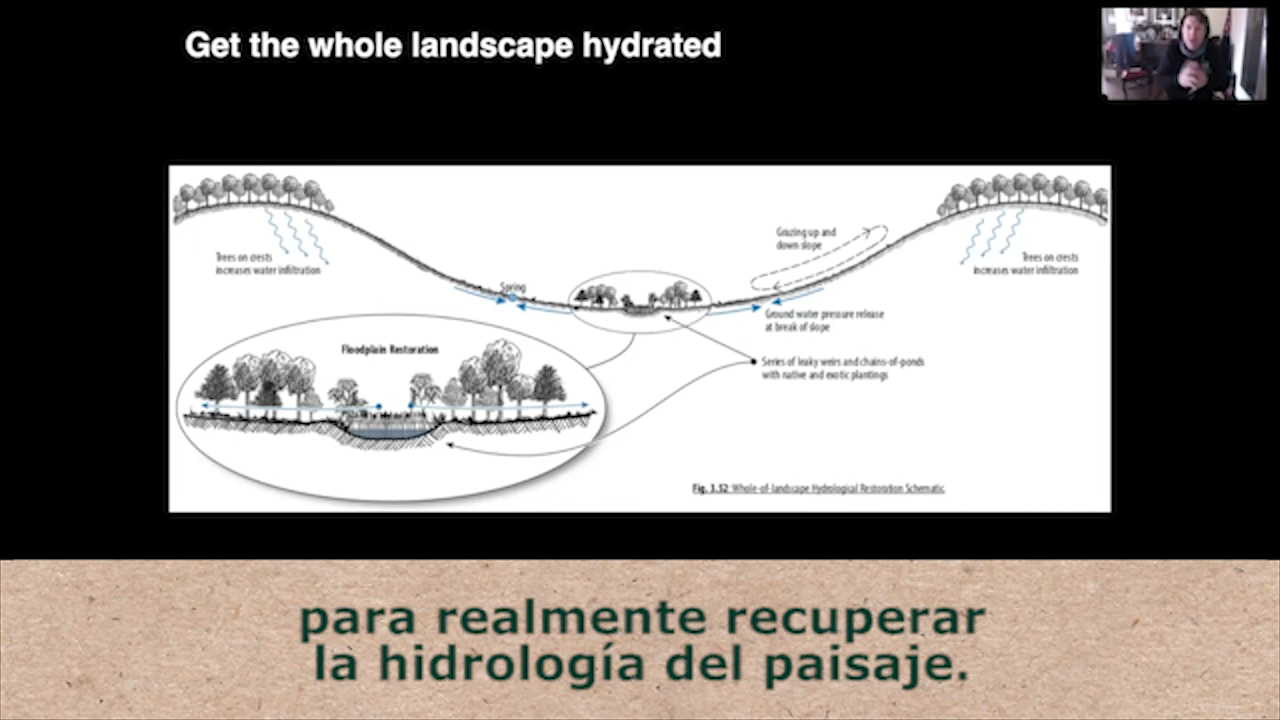 Get the whole landscape hydrated
Trees on crests
increases water infiltration
Spring
Grazing up and
down slope
Trees on crests
increases water infiltration
Ground water pressure release
at break of slope
Series of leaky weirs and chains-of-ponds
with native and exotic plantings
Floodplain Restoration
Fig. 3.52: Whole-of-landscape Hydrological Restoration Schematic.
para realmente recuperar
la hidrología del paisaje.